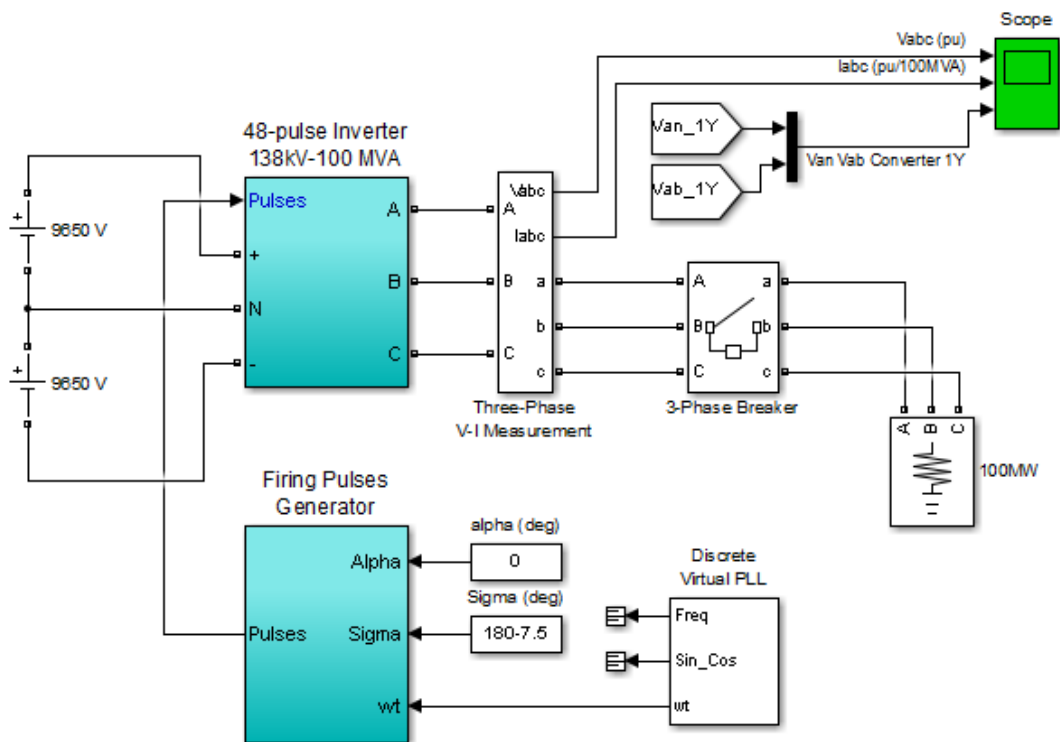 Scope
Vabc (pu)
Iabc (pu/100MVA)
Van_1Y
Vab_1Y
Van Vab Converter 1Y
48-pulse Inverter
138kV-100 MVA
Pulses
+
N
-
A
B
C
+
9650 V
+
9650 V
Vabc
A
Iabc
B
a
b
C
c
Three-Phase
V-I Measurement
A
a
B
b
C
c
3-Phase Breaker
A
B
C
100MW
Firing Pulses
Generator
Alpha
Pulses
Sigma
wt
alpha (deg)
0
Sigma (deg)
180-7.5
Discrete
Virtual PLL
Freq
Sin_Cos
wt